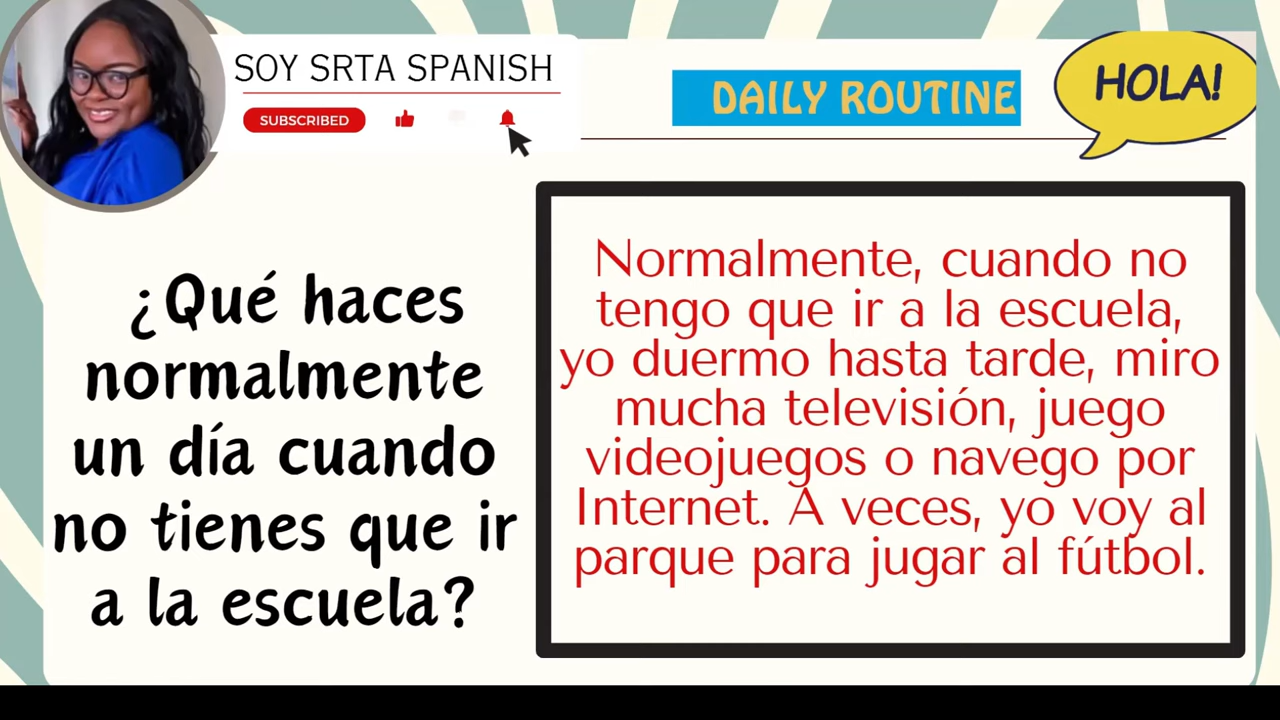 SOY SRTA SPANISH
SUBSCRIBED
DAILY ROUTINE
HOLA!
¿Qué haces
normalmente
un día cuando
no tienes que ir
a la escuela?
Normalmente, cuando no
tengo que ir a la escuela,
yo duermo hasta tarde, miro
mucha televisión, juego
videojuegos o navego por
Internet. A veces, yo voy al
parque para jugar al fútbol.